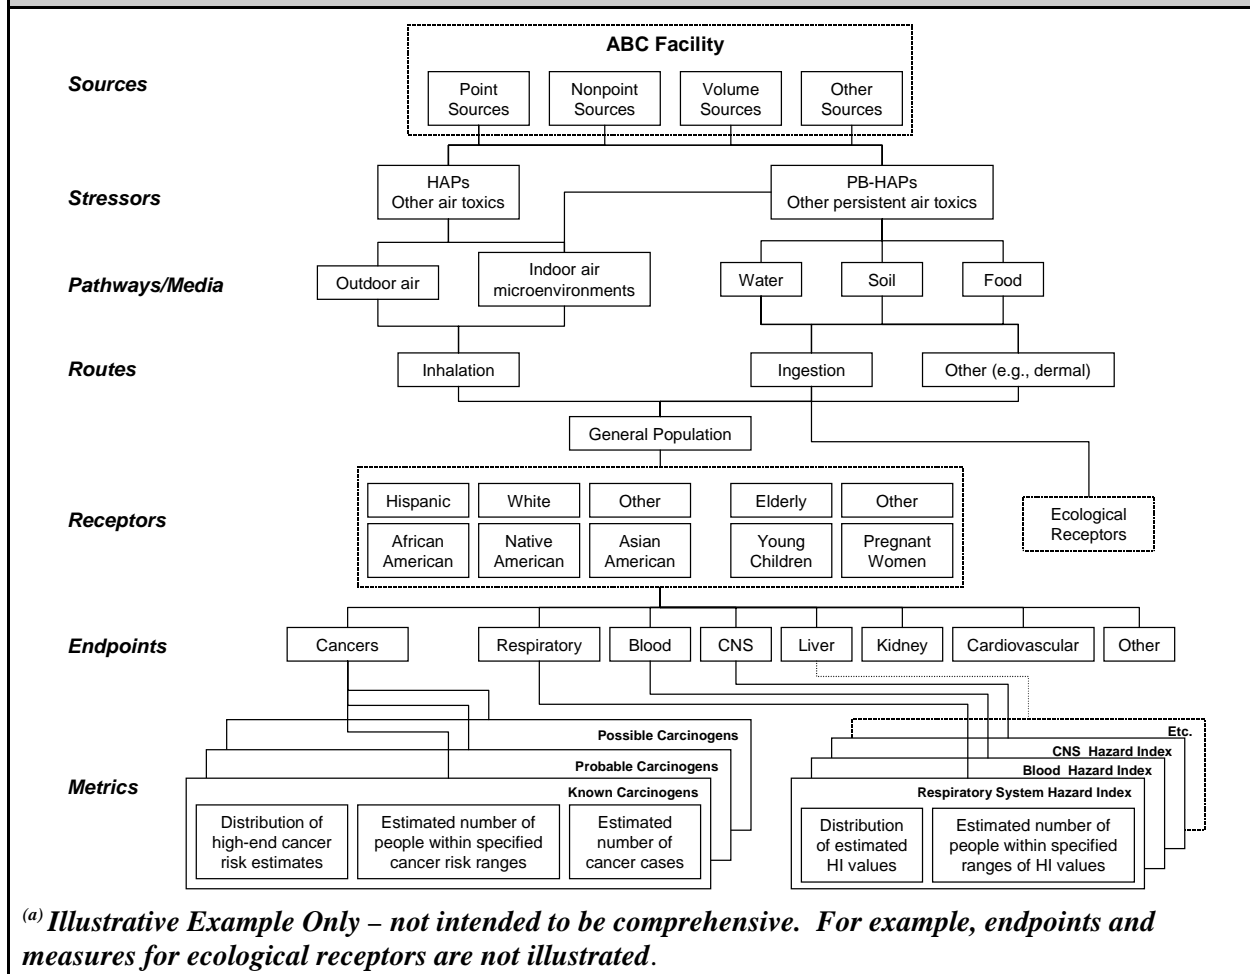 ABC Facility
Sources
Point
Sources
Nonpoint
Sources
Volume
Sources
Other
Sources
Stressors
HAPs
Other air toxics
PB-HAPs
Other persistent air toxics
Pathways/Media
Outdoor air
Indoor air
microenvironments
Water
Soil
Food
Routes
Inhalation
Ingestion
Other (e.g., dermal)
General Population
Receptors
Hispanic
White
Other
Elderly
Other
African
American
Native
American
Asian
American
Young
Children
Pregnant
Women
Ecological
Receptors
Endpoints
Cancers
Respiratory
Blood
CNS
Liver
Kidney
Cardiovascular
Other
Metrics
Possible Carcinogens
Probable Carcinogens
Known Carcinogens
Distribution of
high-end cancer
risk estimates
Estimated number of
people within specified
cancer risk ranges
Estimated
number of
cancer cases
Etc.
CNS Hazard Index
Blood Hazard Index
Respiratory System Hazard Index
Distribution
of estimated
HI values
Estimated number of
people within specified
ranges of HI values
(a) Illustrative Example Only – not intended to be comprehensive. For example, endpoints and
measures for ecological receptors are not illustrated.